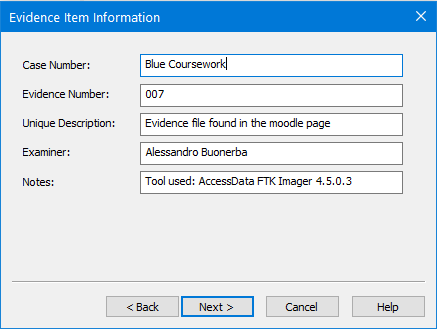 Evidence Item Information
Case Number: Blue Coursework
Evidence Number: 007
Unique Description: Evidence file found in the moodle page
Examiner: Alessandro Buonerba
Notes: Tool used: AccessData FTK Imager 4.5.0.3
< Back Next > Cancel Help